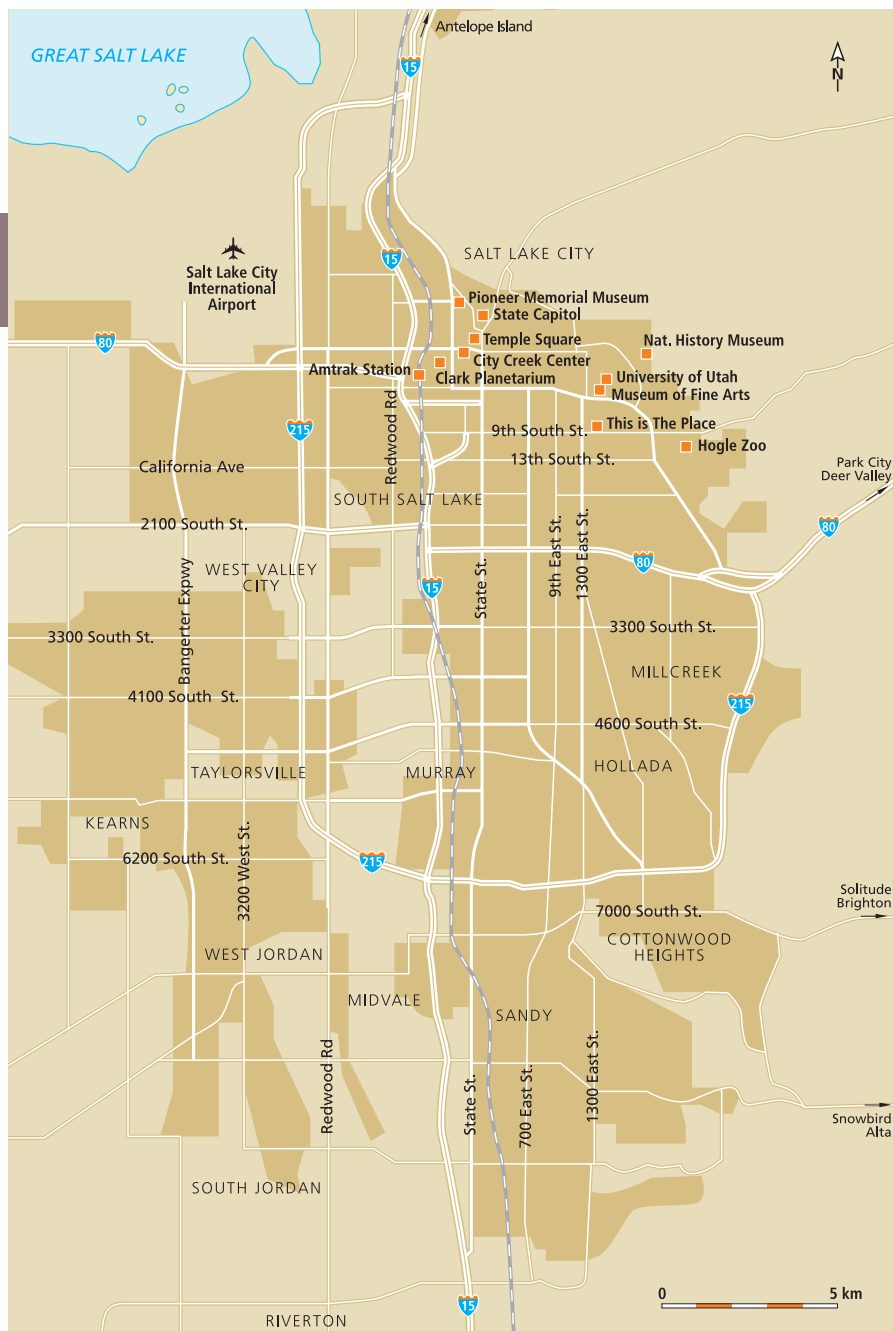 Antelope Island
GREAT SALT LAKE
15
N
SALT LAKE CITY
15
Salt Lake City
International
Airport
Pioneer Memorial Museum
State Capitol
80
Temple Square
Nat. History Museum
City Creek Center
Amtrak Station
Clark Planetarium
University of Utah
Museum of Fine Arts
Redwood Rd
215
9th South St.
This is The Place
Hogle Zoo
13th South St.
California Ave
Park City
Deer Valley
SOUTH SALT LAKE
2100 South St.
80
80
WEST VALLEY
CITY
15
State St.
9th East St.
1300 East St.
Bangerter Expwy
3300 South St.
3300 South St.
MILLCREEK
4100 South St.
215
4600 South St.
TAYLORSVILLE
MURRAY
HOLLADA
KEARNS
6200 South St.
215
3200 West St.
Solitude
Brighton
7000 South St.
COTTONWOOD
HEIGHTS
WEST JORDAN
MIDVALE
SANDY
Redwood Rd
State St.
700 East St.
1300 East St.
Snowbird
Alta
SOUTH JORDAN
0 5 km
15
RIVERTON